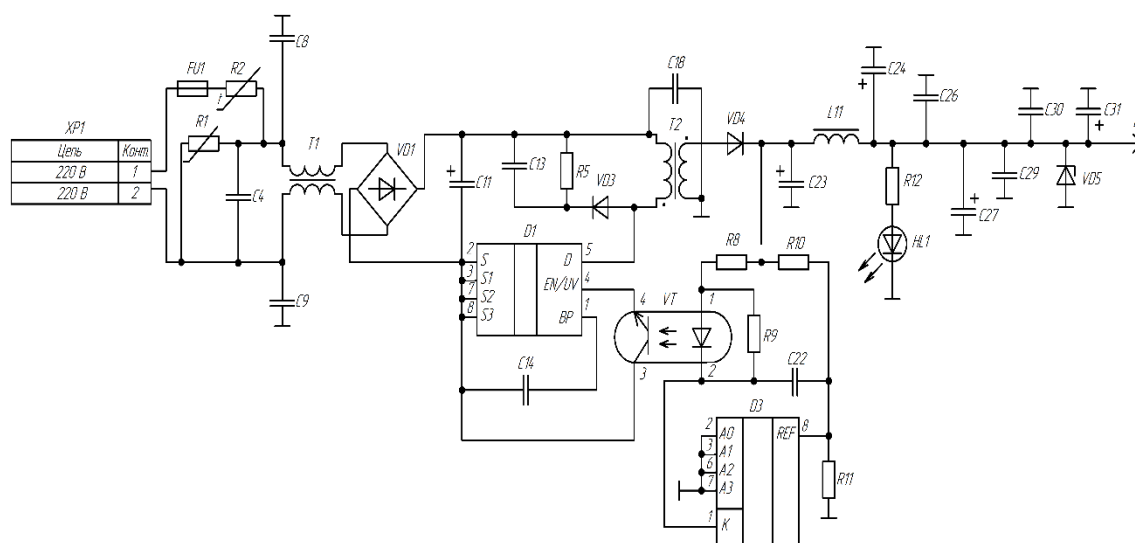 C8
FU1
R2
t
C18
C24
C26
C30
C31
XP1
R1
T1
VD1
T2
VD4
L11
Цепь
Конт.
220 В
1
220 В
2
C4
C11
C13
R5
VD3
C23
R12
C27
C29
VD5
HL1
D1
R8
R10
2
S
D
5
3
S1
EN/UV
4
7
S2
BP
1
8
S3
4
VT
1
R9
C9
C14
3
2
C22
D3
2
A0
REF
8
3
A1
6
A2
7
A3
R11
1
K